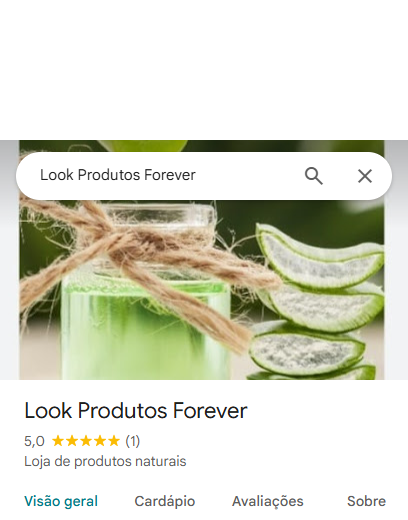 Look Produtos Forever
Look Produtos Forever
5,0 (1)
Loja de produtos naturais
Visão geral Cardápio Avaliações Sobre